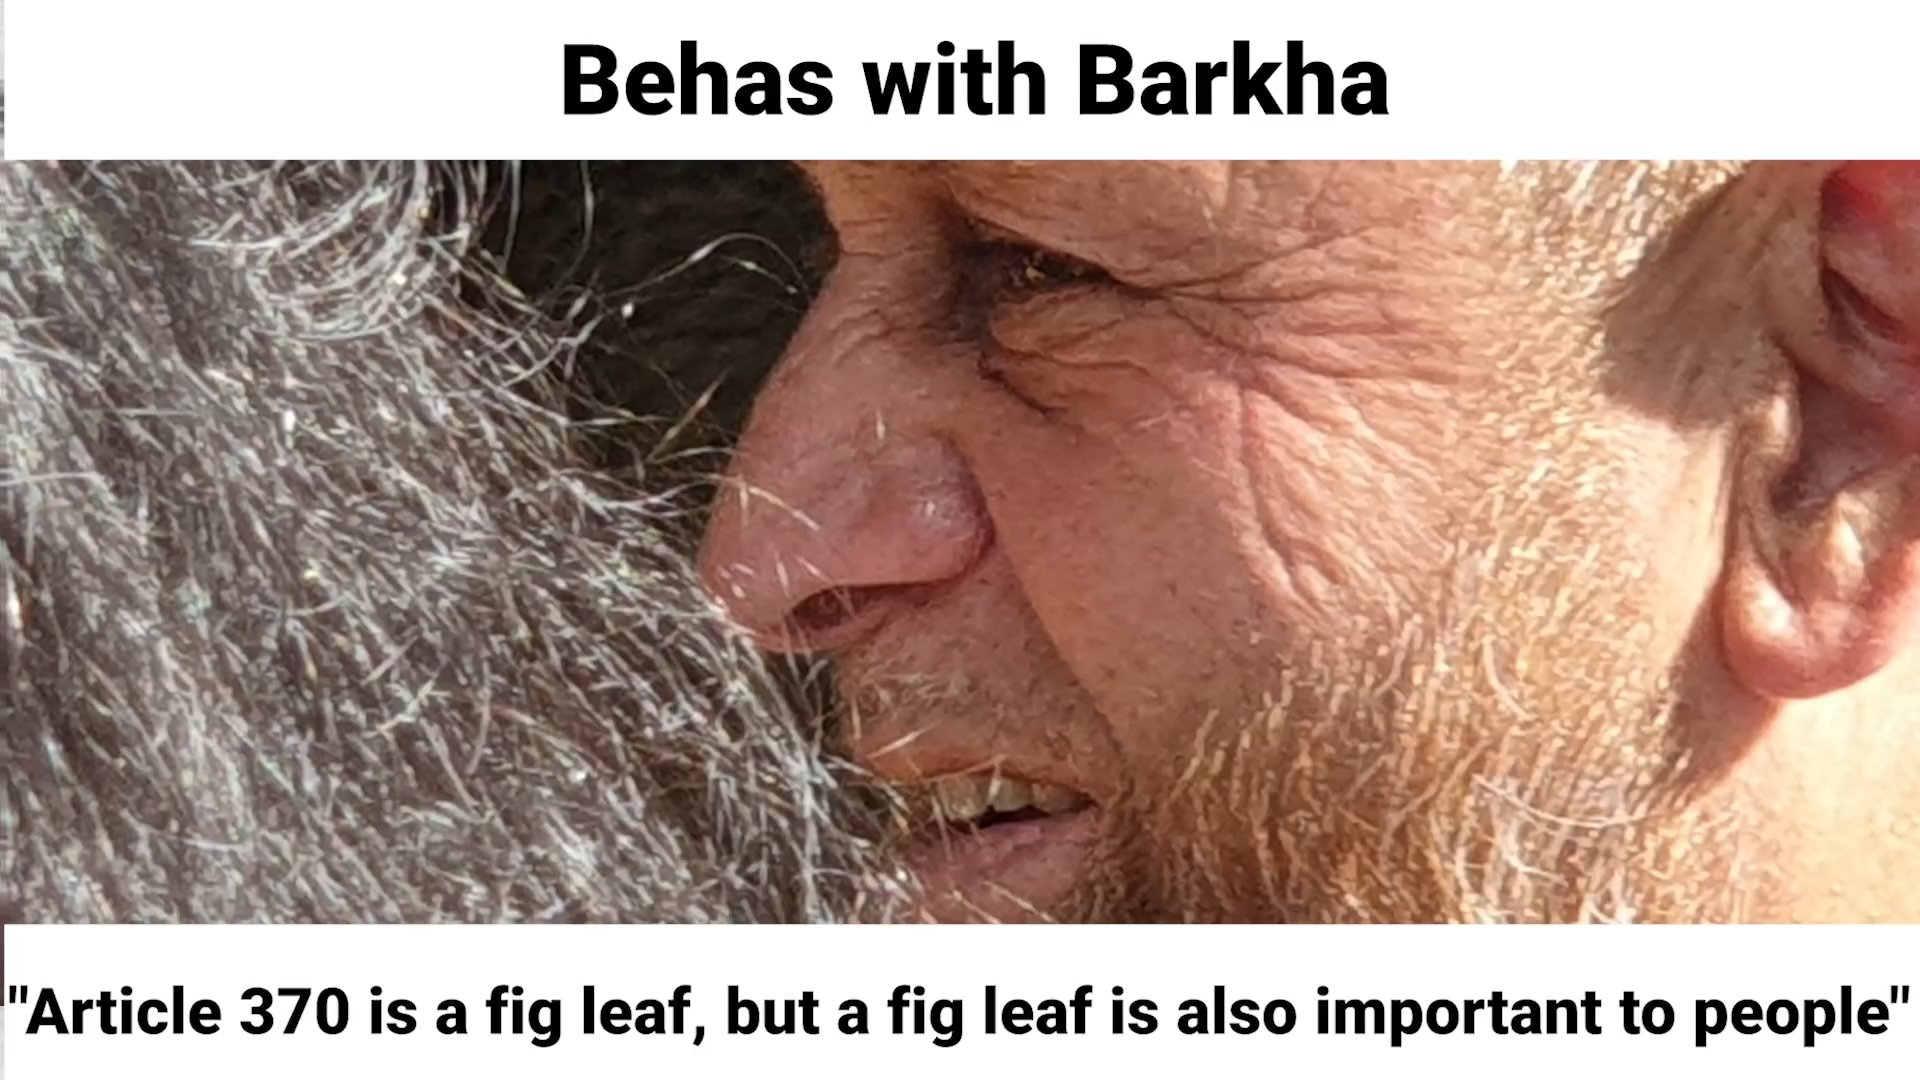 Behas with Barkha
"Article 370 is a fig leaf, but a fig leaf is also important to people"